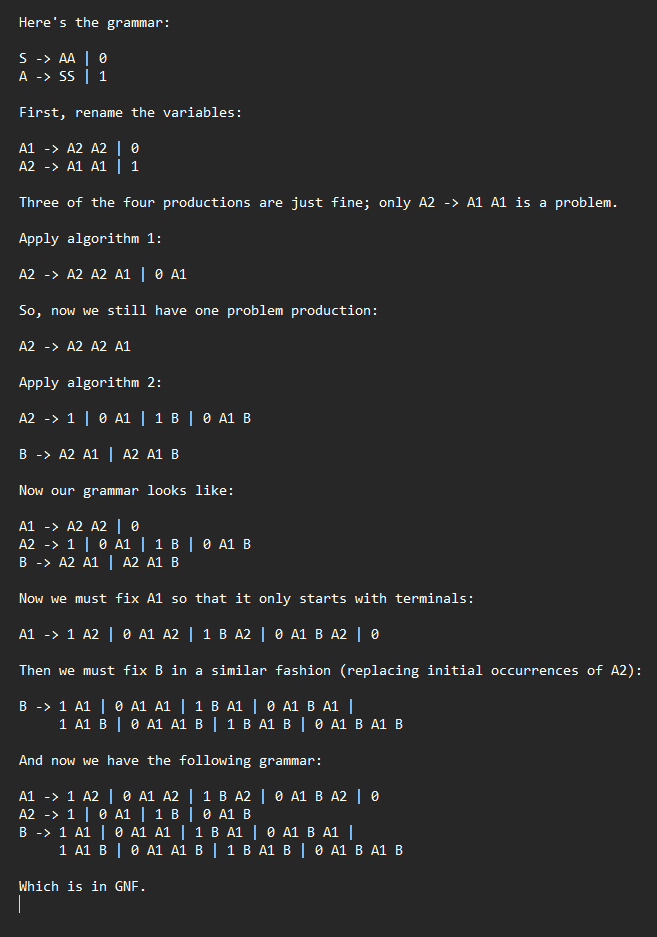 Here's the grammar:
S -> AA | 0
A -> SS | 1
First, rename the variables:
A1 -> A2 A2 | 0
A2 -> A1 A1 | 1
Three of the four productions are just fine; only A2 -> A1 A1 is a problem.
Apply algorithm 1:
A2 -> A2 A2 A1 | 0 A1
So, now we still have one problem production:
A2 -> A2 A2 A1
Apply algorithm 2:
A2 -> 1 | 0 A1 | 1 B | 0 A1 B
B -> A2 A1 | A2 A1 B
Now our grammar looks like:
A1 -> A2 A2 | 0
A2 -> 1 | 0 A1 | 1 B | 0 A1 B
B -> A2 A1 | A2 A1 B
Now we must fix A1 so that it only starts with terminals:
A1 -> 1 A2 | 0 A1 A2 | 1 B A2 | 0 A1 B A2 | 0
Then we must fix B in a similar fashion (replacing initial occurrences of A2):
B -> 1 A1 | 0 A1 A1 | 1 B A1 | 0 A1 B A1 |
1 A1 B | 0 A1 A1 B | 1 B A1 B | 0 A1 B A1 B
And now we have the following grammar:
A1 -> 1 A2 | 0 A1 A2 | 1 B A2 | 0 A1 B A2 | 0
A2 -> 1 | 0 A1 | 1 B | 0 A1 B
B -> 1 A1 | 0 A1 A1 | 1 B A1 | 0 A1 B A1 |
1 A1 B | 0 A1 A1 B | 1 B A1 B | 0 A1 B A1 B
Which is in GNF.